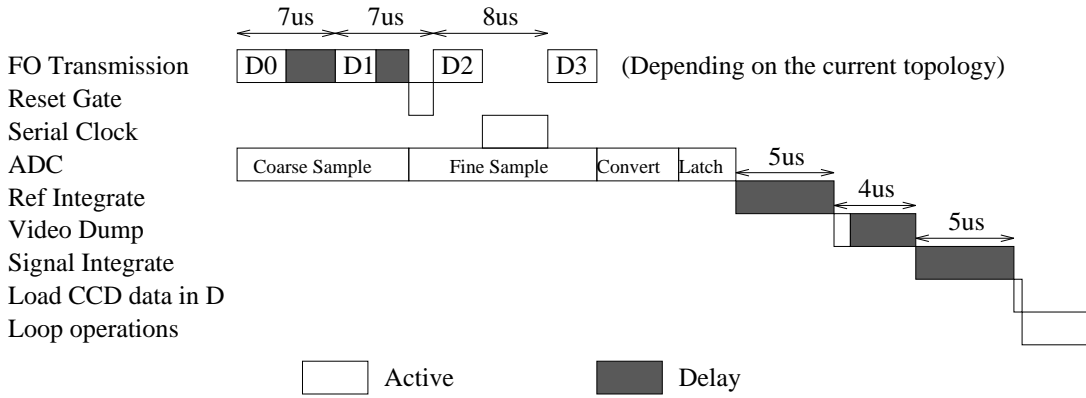 7us 7us 8us
FO Transmission D0 D1 D2 D3 (Depending on the current topology)
Reset Gate
Serial Clock
ADC Coarse Sample Fine Sample Convert Latch 5us
Ref Integrate 4us
Video Dump 5us
Signal Integrate
Load CCD data in D
Loop operations
Active Delay